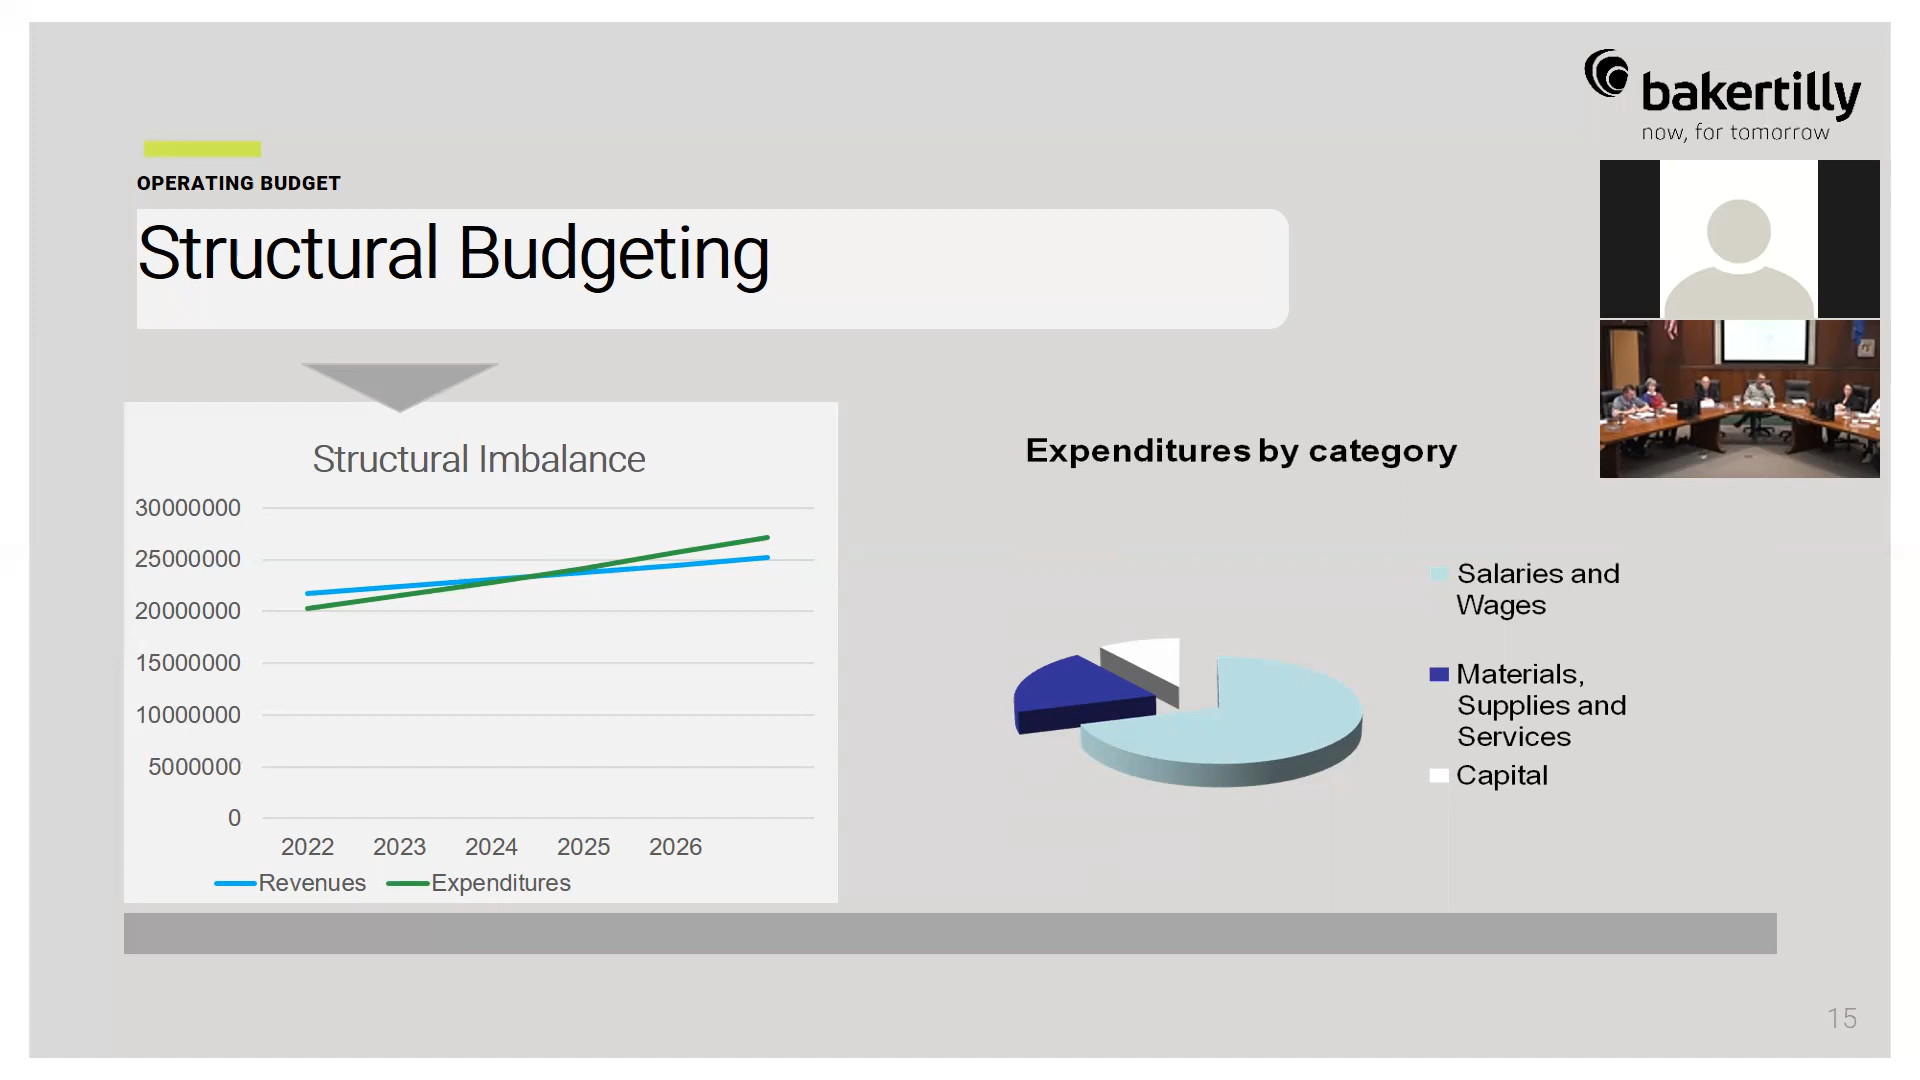 bakertilly
now, for tomorrow
OPERATING BUDGET
Structural Budgeting
Structural Imbalance
30000000
25000000
20000000
15000000
10000000
5000000
0
2022 2023 2024 2025 2026
Revenues Expenditures
Expenditures by category
Salaries and
Wages
Materials,
Supplies and
Services
Capital
15